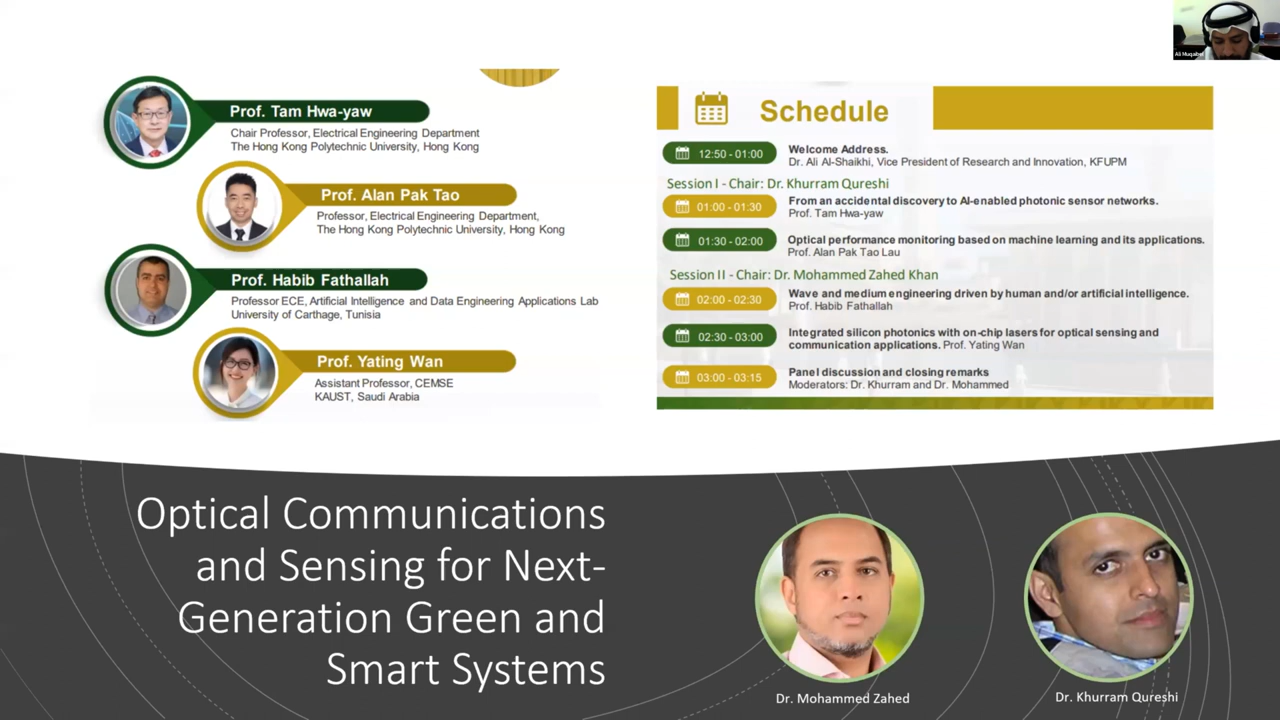 Ali Muqaibel
Prof. Tam Hwa-yaw
Chair Professor, Electrical Engineering Department
The Hong Kong Polytechnic University, Hong Kong
Prof. Alan Pak Tao
Professor, Electrical Engineering Department,
The Hong Kong Polytechnic University, Hong Kong
Prof. Habib Fathallah
Professor ECE, Artificial Intelligence and Data Engineering Applications Lab
University of Carthage, Tunisia
Prof. Yating Wan
Assistant Professor, CEMSE
KAUST, Saudi Arabia
Schedule
12:50 - 01:00
Welcome Address.
Dr. Ali Al-Shaikhi, Vice President of Research and Innovation, KFUPM
Session I - Chair: Dr. Khurram Qureshi
01:00 - 01:30
From an accidental discovery to AI-enabled photonic sensor networks.
Prof. Tam Hwa-yaw
01:30 - 02:00
Optical performance monitoring based on machine learning and its applications.
Prof. Alan Pak Tao Lau
Session II - Chair: Dr. Mohammed Zahed Khan
02:00 - 02:30
Wave and medium engineering driven by human and/or artificial intelligence.
Prof. Habib Fathallah
02:30 - 03:00
Integrated silicon photonics with on-chip lasers for optical sensing and
communication applications. Prof. Yating Wan
03:00 - 03:15
Panel discussion and closing remarks
Moderators: Dr. Khurram and Dr. Mohammed
Optical Communications
and Sensing for Next-
Generation Green and
Smart Systems
Dr. Mohammed Zahed
Dr. Khurram Qureshi